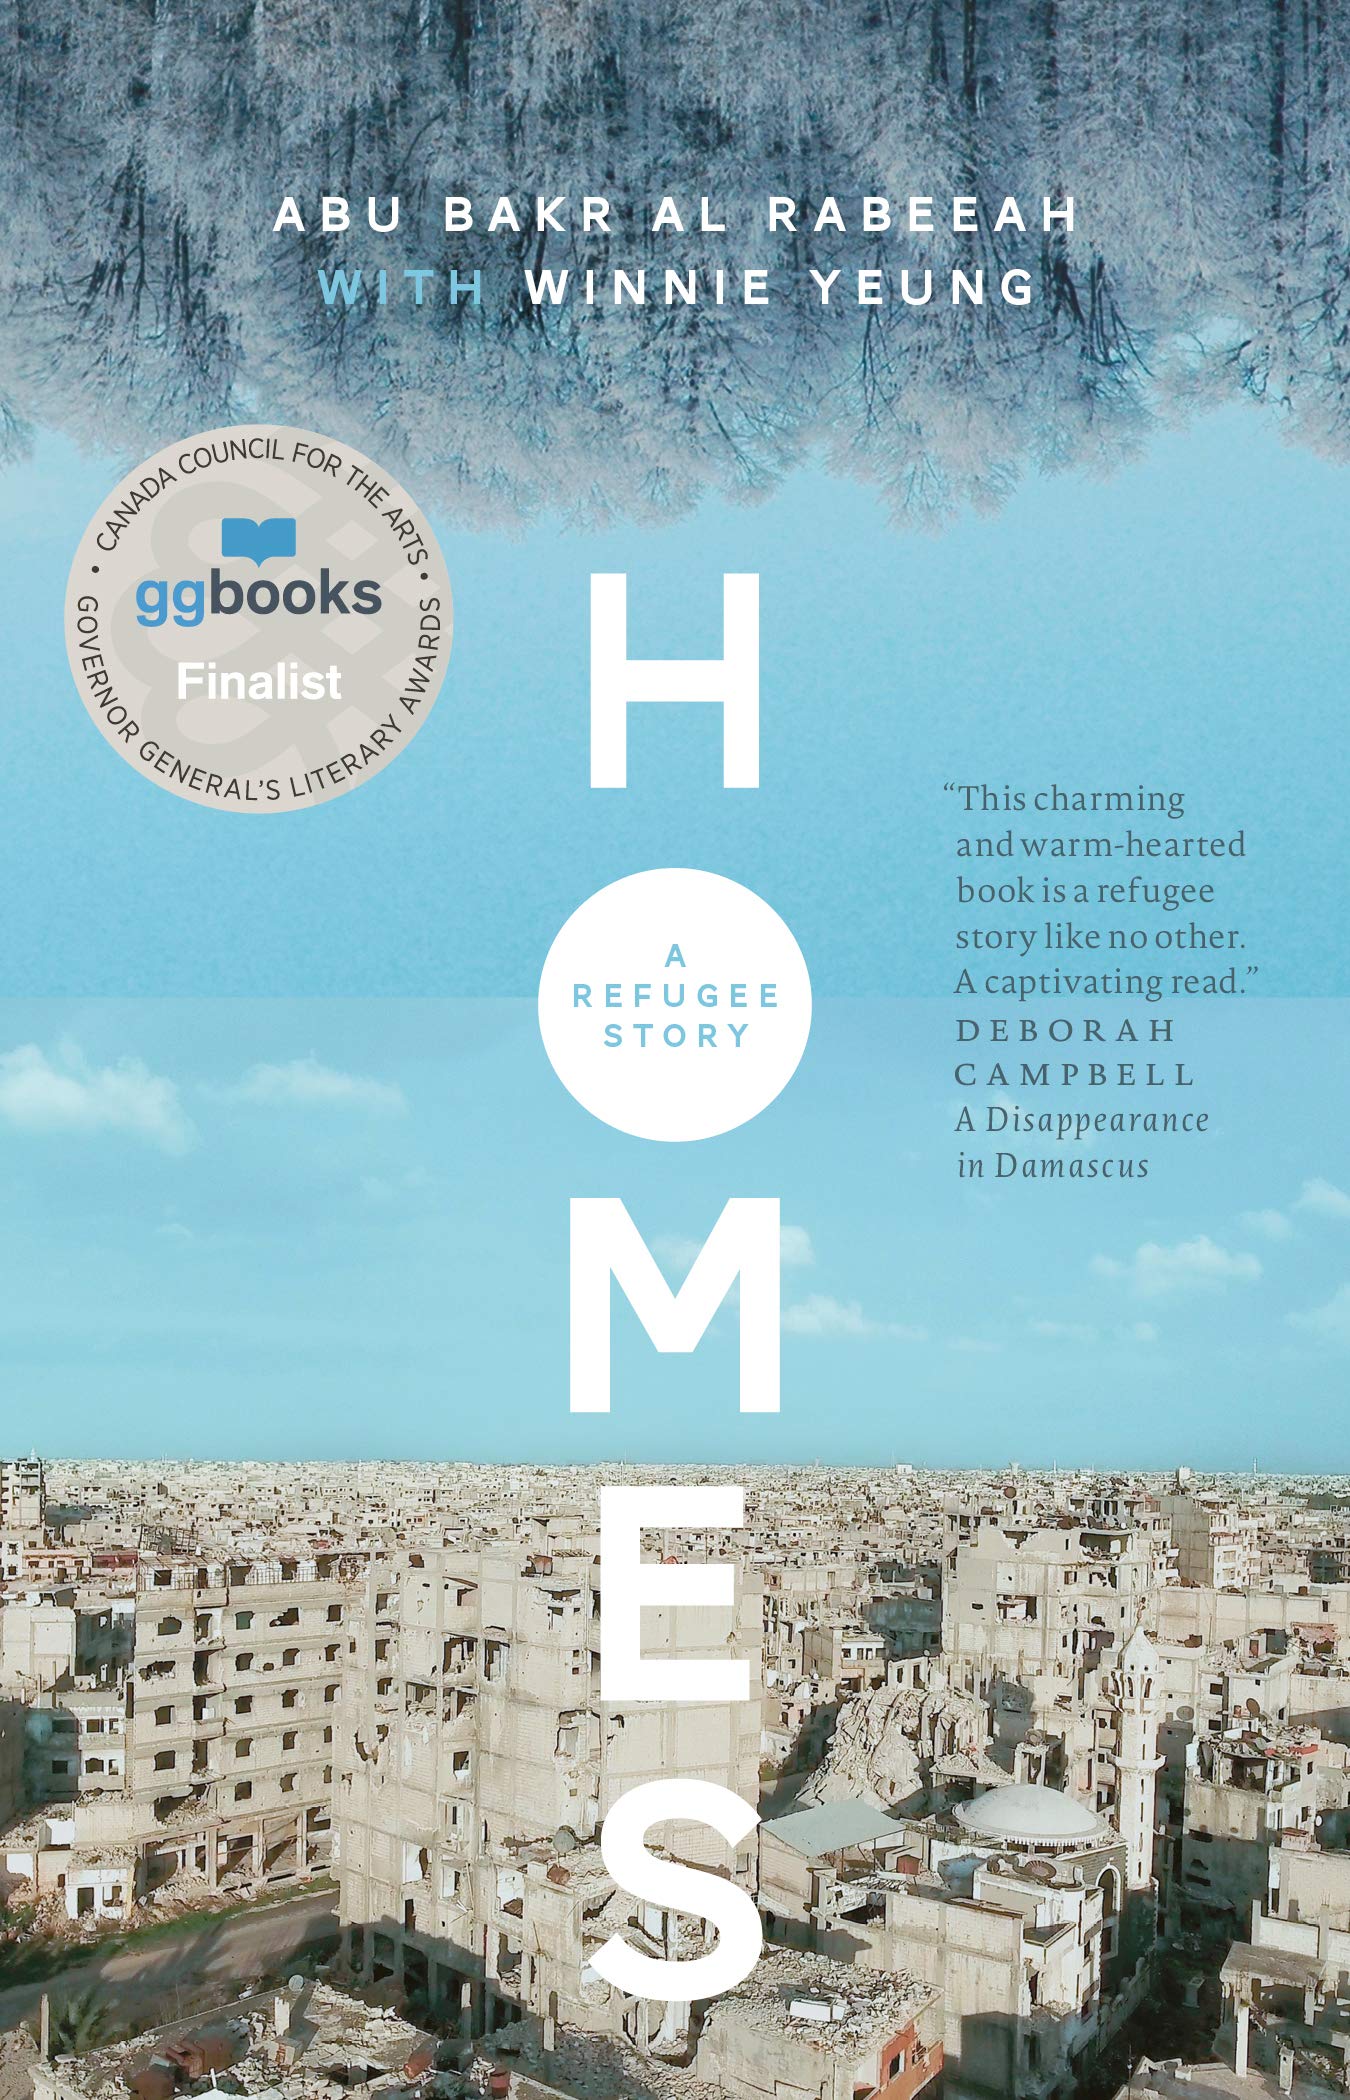 ABU BAKR AL RABEEAH
WITH WINNIE YEUNG
• CANADA COUNCIL FOR THE ARTS •
GOVERNOR GENERAL'S LITERARY AWARDS
ggbooks
Finalist
H
A
REFUGEE
STORY
“This charming
and warm-hearted
book is a refugee
story like no other.
A captivating read.”
DEBORAH
CAMPBELL
A Disappearance
in Damascus
M
E
S